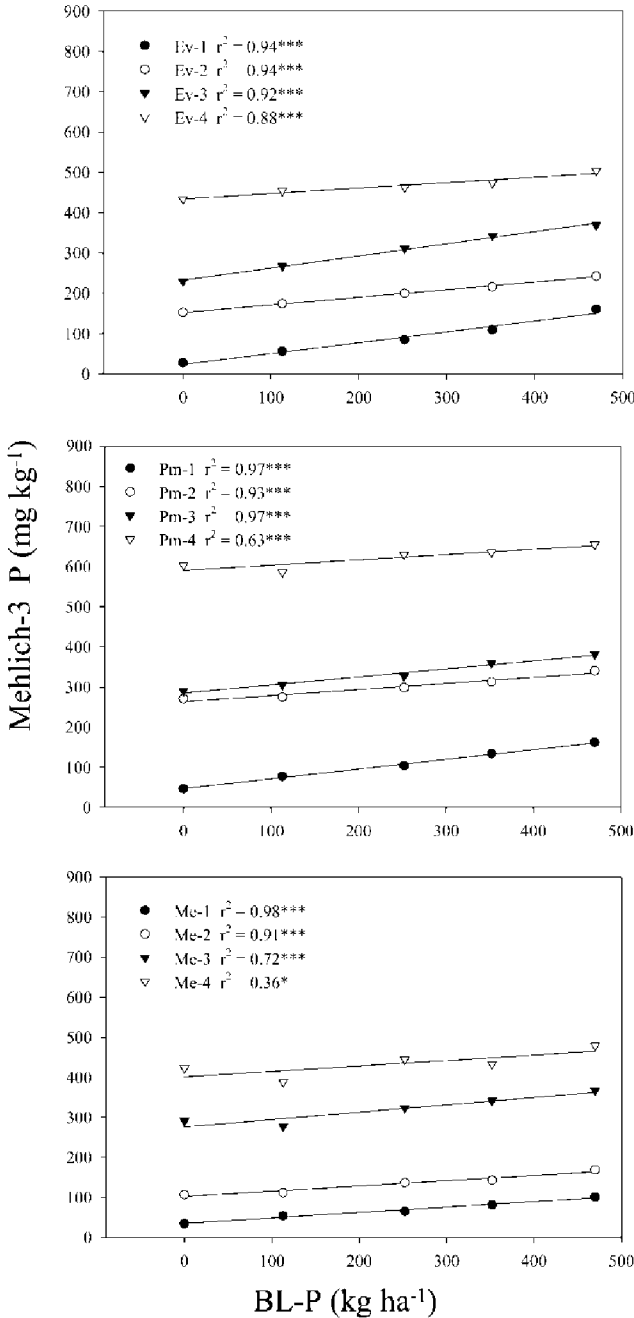 900
800
700
600
500
400
300
200
100
0
Ev-1 r² = 0.94***
Ev-2 r² 0.94***
Ev-3 r² = 0.92***
Ev-4 r² = 0.88***
0 100 200 300 400 500
900
800
700
600
500
400
300
200
100
0
Pm-1 r² = 0.97***
Pm-2 r² – 0.93***
Pm-3 r² 0.97***
Pm-4 r² = 0.63***
0 100 200 300 400 500
Mehlich-3 P (mg kg⁻¹)
900
800
700
600
500
400
300
200
100
0
Me-1 r² – 0.98***
Me-2 r² = 0.91***
Me-3 r² = 0.72***
Me-4 r² 0.36*
0 100 200 300 400 500
BL-P (kg ha⁻¹)